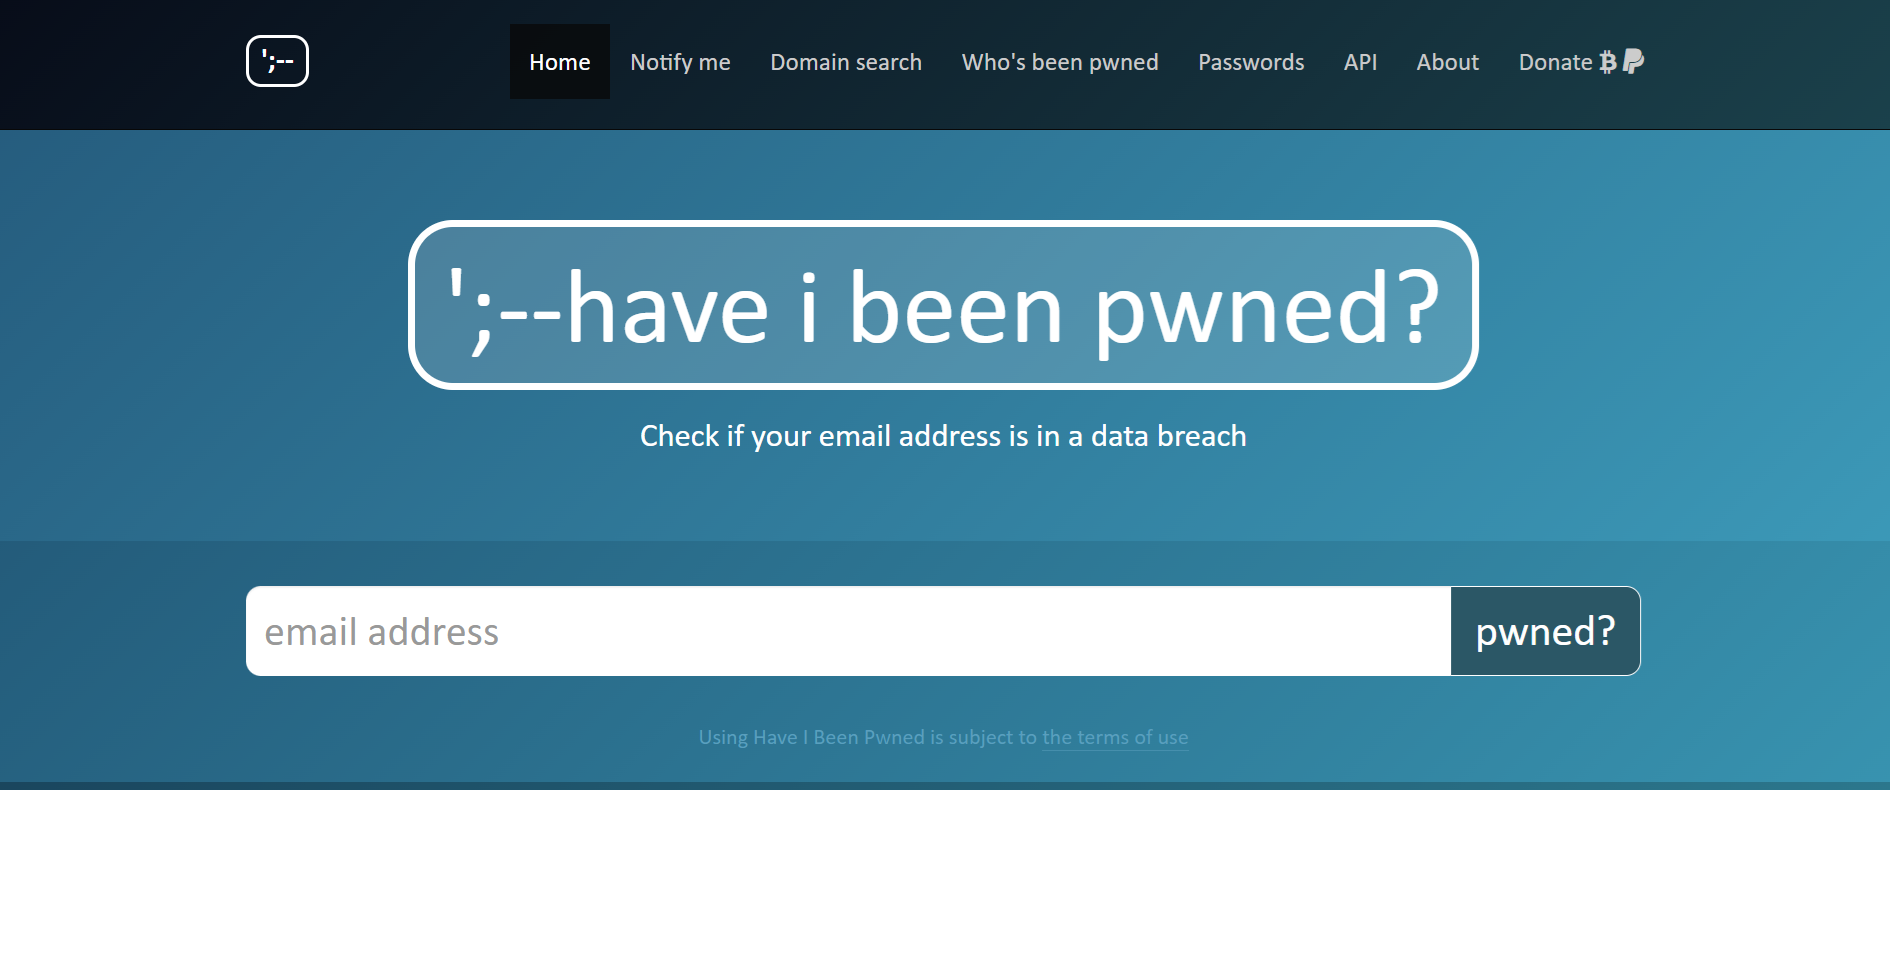 ';--
Home Notify me Domain search Who's been pwned Passwords API About Donate
';--have i been pwned?
Check if your email address is in a data breach
email address pwned?
Using Have I Been Pwned is subject to the terms of use